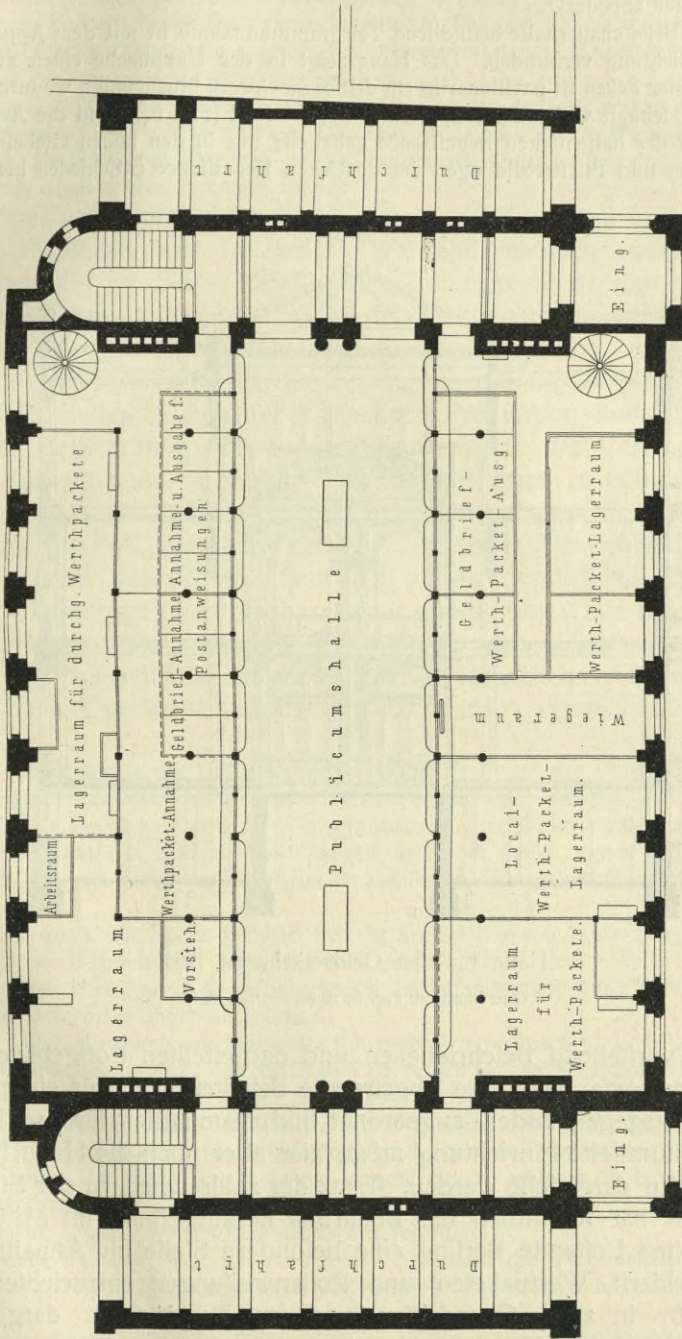 Durchfahrt
Eing.
Lagerraum für durchg. Werthpackete
Geldbrief-Annahme. Annahme- u. Ausgabe f.
Postanweisungen
Werthpacket-Annahme.
Arbeitsraum
Vorsteh
Lagerraum
Publicumshalle
Geldbrief-
Werth-Packet Ausg.
Werth-Packet-Lagerraum
Wiegeraum
Local-
Werth-Packet-
Lagerraum.
Lagerraum
für
Werth-Packete.
Eing.
Durchfahrt